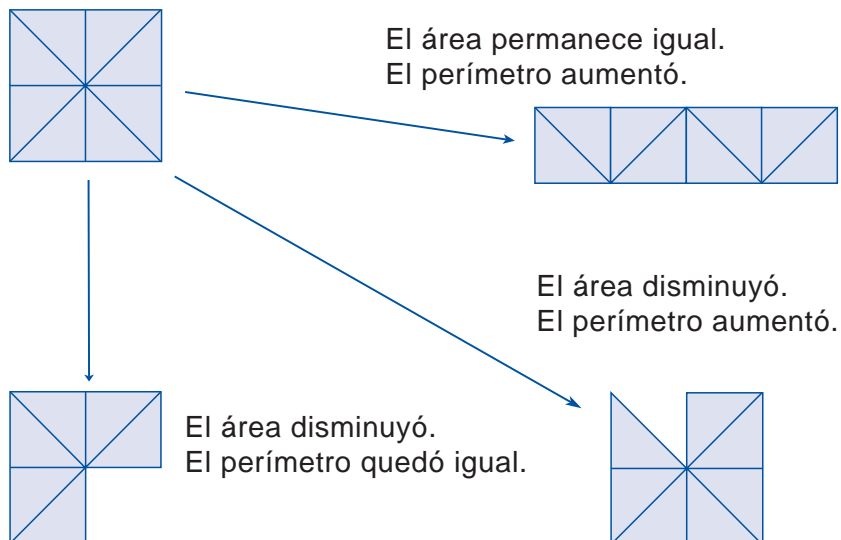 El área permanece igual.
El perímetro aumentó.
El área disminuyó.
El perímetro aumentó.
El área disminuyó.
El perímetro quedó igual.